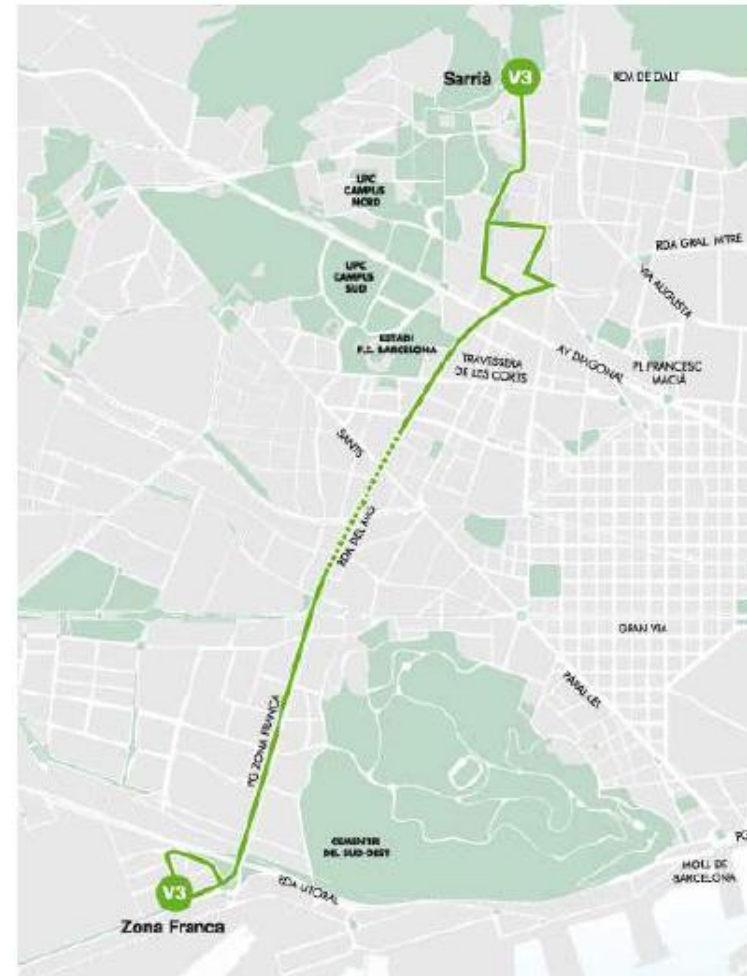 Sarrià
V3
RDA DE DALT
UPC
CAMPUS
NORD
RDA GRAL. MITRE
UPC
CAMPUS
SUD
VIA AUGUSTA
ESTADI
F.C. BARCELONA
TRAVESSERA
DE LES CORTS
AV DIAGONAL
PL FRANCESC
MACIÀ
SANTS
RDA DEL MIG
GRAN VIA
PARAL·LEL
PG ZONA FRANCA
CEMENTIRI
DEL SUD-OEST
MOLL DE
BARCELONA
RDA LITORAL
V3
Zona Franca